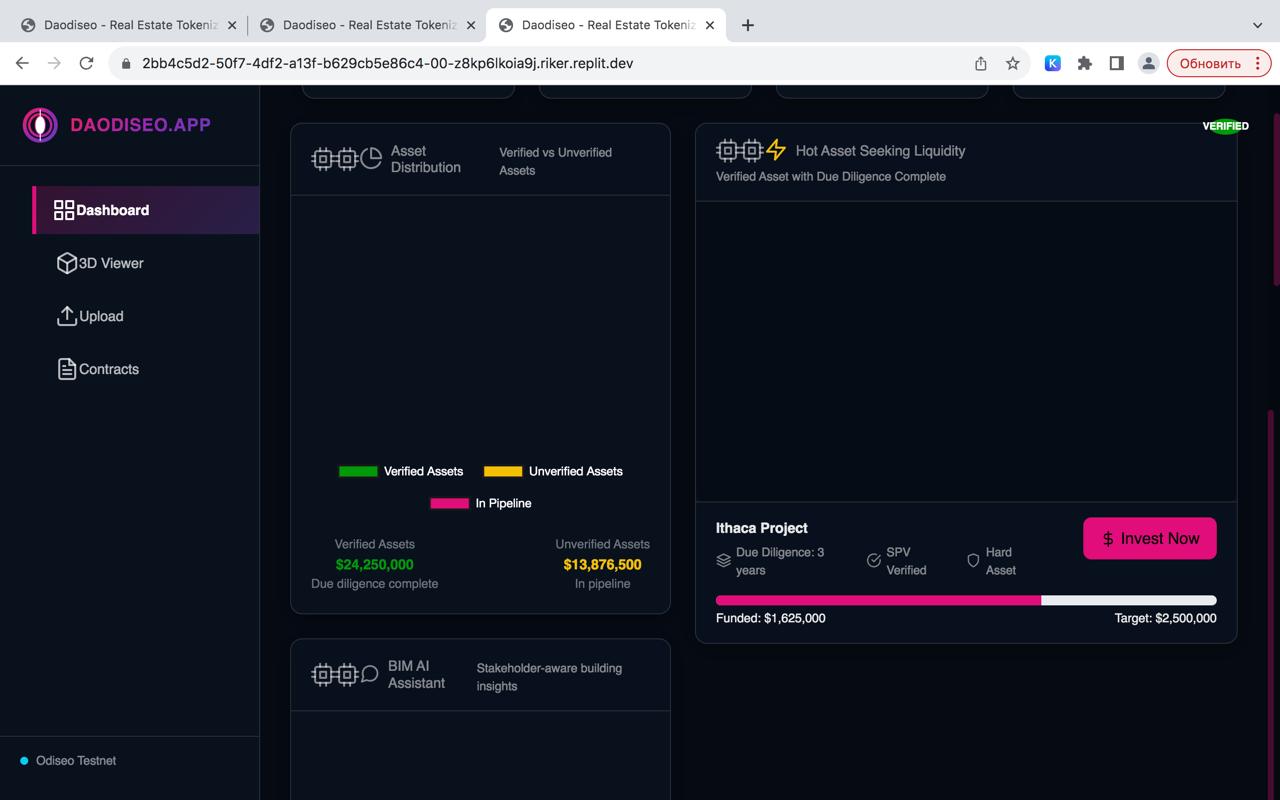 Daodiseo - Real Estate Tokeniz
Daodiseo - Real Estate Tokeniz
Daodiseo - Real Estate Tokeniz
2bb4c5d2-50f7-4df2-a13f-b629cb5e86c4-00-z8kp6lkoia9j.riker.replit.dev
K
Обновить
DAODISEO.APP
Dashboard
3D Viewer
Upload
Contracts
Odiseo Testnet
Asset
Distribution
Verified vs Unverified
Assets
Verified Assets
Unverified Assets
In Pipeline
Verified Assets
$24,250,000
Due diligence complete
Unverified Assets
$13,876,500
In pipeline
BIM AI
Assistant
Stakeholder-aware building
insights
VERIFIED
Hot Asset Seeking Liquidity
Verified Asset with Due Diligence Complete
Ithaca Project
Due Diligence: 3
years
SPV
Verified
Hard
Asset
$ Invest Now
Funded: $1,625,000
Target: $2,500,000